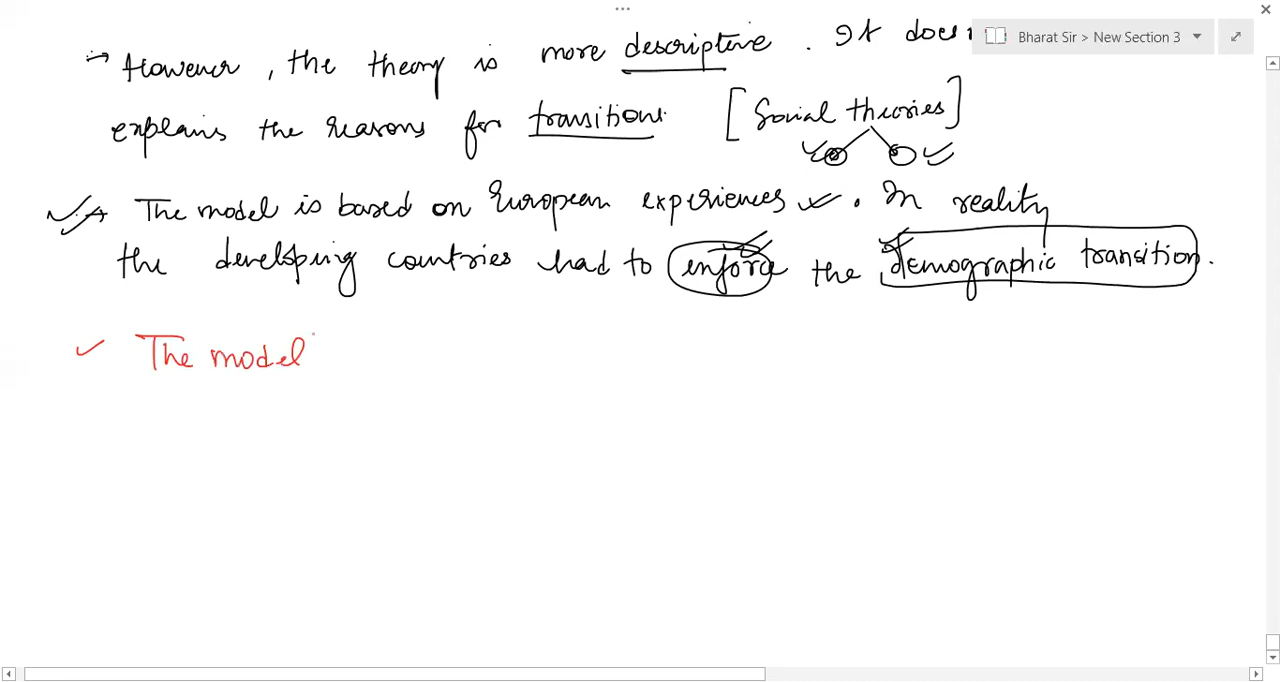 However, the theory is more descriptive. It does
Bharat Sir > New Section 3
explains the reasons for transitions [Social theories]
The model is based on European experiences. In reality
the developing countries had to enforce the demographic transition.
The model